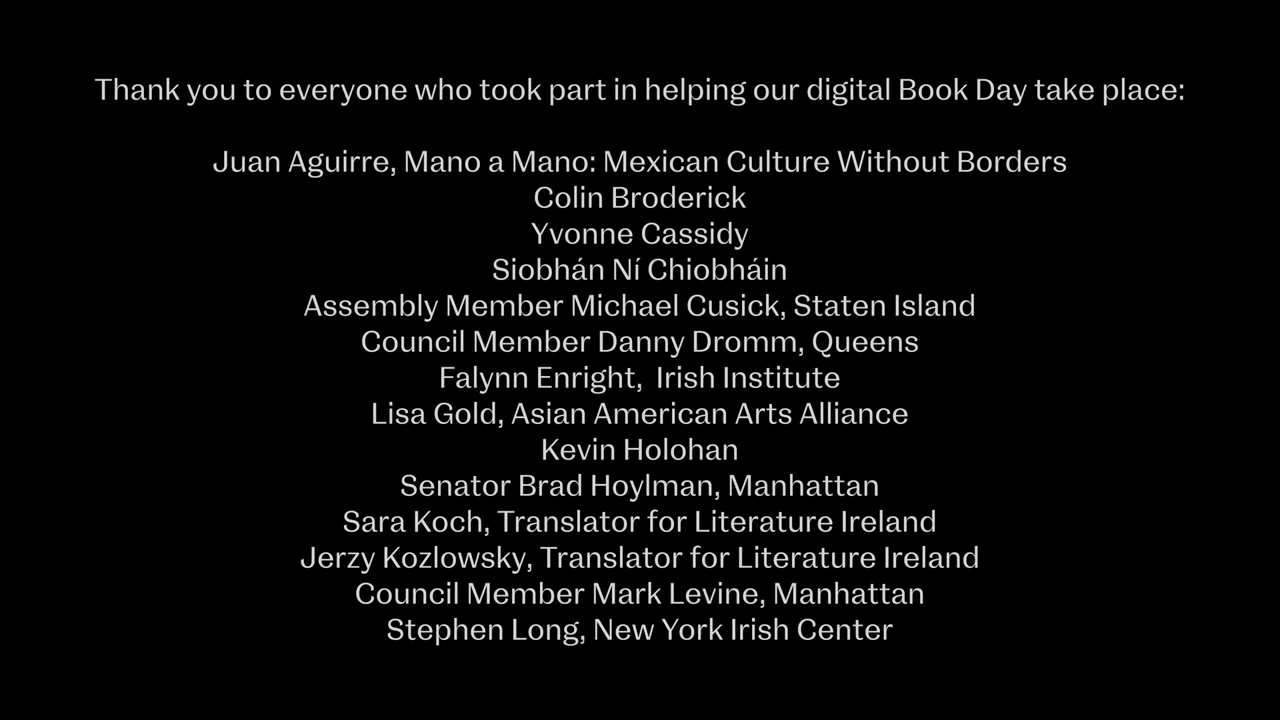 Thank you to everyone who took part in helping our digital Book Day take place:
Juan Aguirre, Mano a Mano: Mexican Culture Without Borders
Colin Broderick
Yvonne Cassidy
Siobhán Ní Chiobháin
Assembly Member Michael Cusick, Staten Island
Council Member Danny Dromm, Queens
Falynn Enright,  Irish Institute
Lisa Gold, Asian American Arts Alliance
Kevin Holohan
Senator Brad Hoylman, Manhattan
Sara Koch, Translator for Literature Ireland
Jerzy Kozlowsky, Translator for Literature Ireland
Council Member Mark Levine, Manhattan
Stephen Long, New York Irish Center